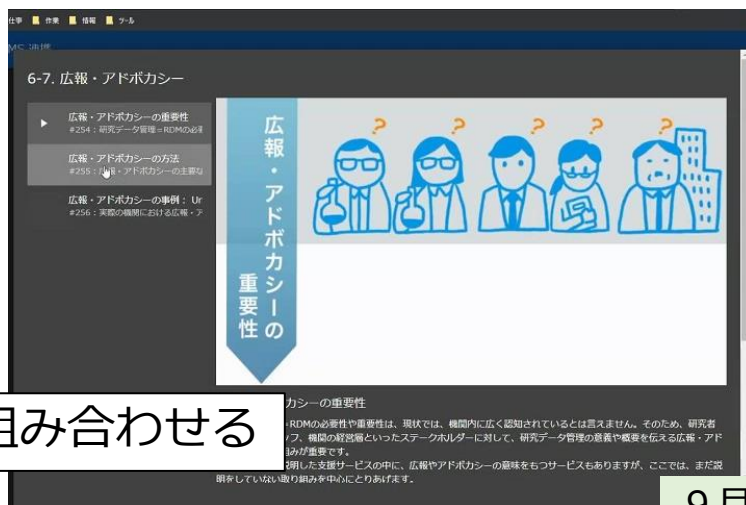 仕事 作業 情報 ツール
6-7. 広報・アドボカシー
広報・アドボカシーの重要性
#254：研究データ管理=RDMの必要
広報・アドボカシーの方法
#255：広報・アドボカシーの主要な
広報・アドボカシーの事例： Ur
#256：実際の機関における広報・ア
広報・アドボカシーの
重要性
? ? ? ? ?
カシーの重要性
RDMの必要性や重要性は、現状では、機関内に広く認知されているとは言えません。そのため、研究者
フ、機関の経営層といったステークホルダーに対して、研究データ管理の意義や概要を伝える広報・アド
組みが重要です。
説明した支援サービスの中に、広報やアドボカシーの意味をもつサービスもありますが、ここでは、まだ説
明をしていない取り組みを中心にとりあげます。
組み合わせる
9月